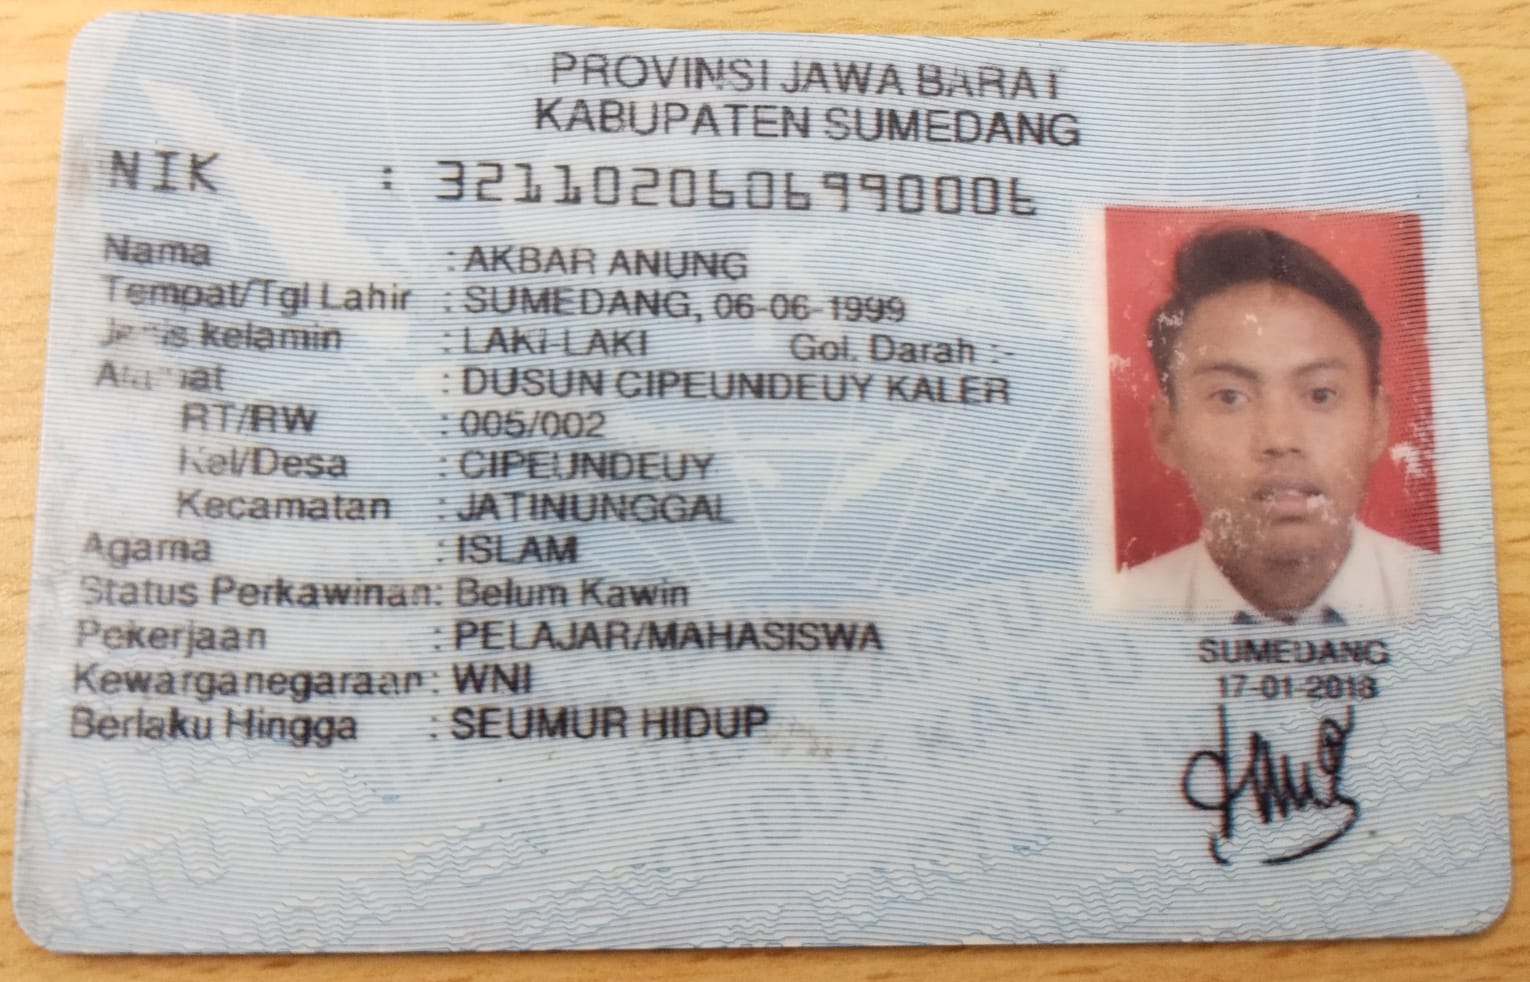 PROVINSI JAWA BARAT
KABUPATEN SUMEDANG
NIK : 3211020606990006
Nama : AKBAR ANUNG
Tempat/Tgl Lahir : SUMEDANG, 06-06-1999
Jenis kelamin : LAKI-LAKI Gol. Darah :-
Alamat : DUSUN CIPEUNDEUY KALER
RT/RW : 005/002
Kel/Desa : CIPEUNDEUY
Kecamatan : JATINUNGGAL
Agama : ISLAM
Status Perkawinan: Belum Kawin
Pekerjaan : PELAJAR/MAHASISWA
Kewarganegaraan: WNI
Berlaku Hingga : SEUMUR HIDUP
SUMEDANG
17-01-2018